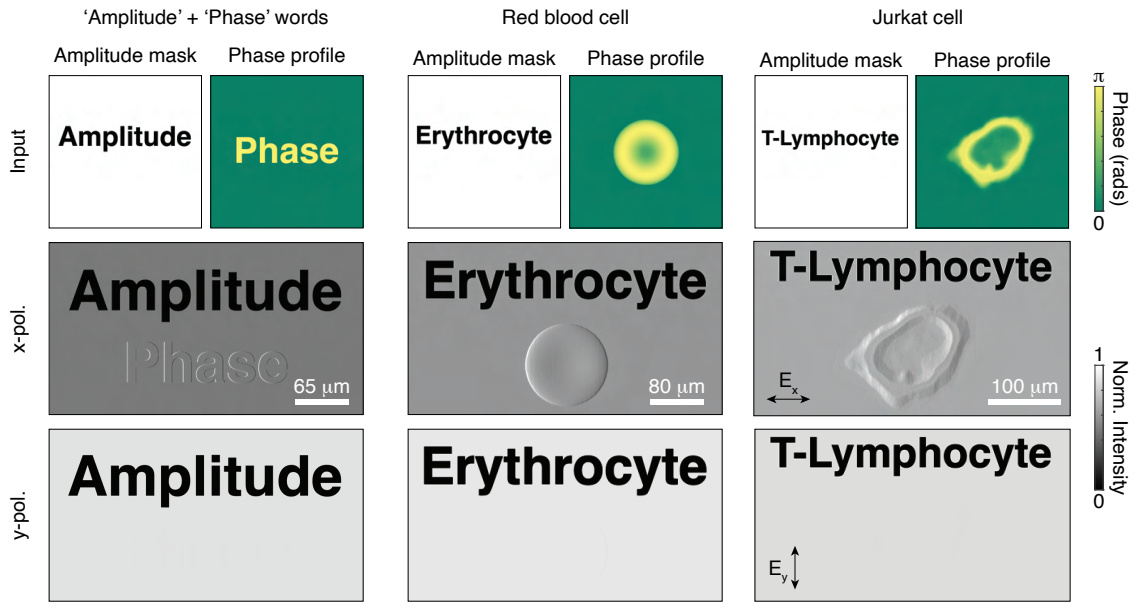 ‘Amplitude’ + ‘Phase’ words
Red blood cell
Jurkat cell
Amplitude mask
Phase profile
Amplitude mask
Phase profile
Amplitude mask
Phase profile
Input
Amplitude
Phase
Erythrocyte
T-Lymphocyte
π
0
Phase (rads)
x-pol.
Amplitude
Phase
65 μm
Erythrocyte
80 μm
T-Lymphocyte
Ex
100 μm
1
0
Norm. Intensity
y-pol.
Amplitude
Erythrocyte
T-Lymphocyte
Ey